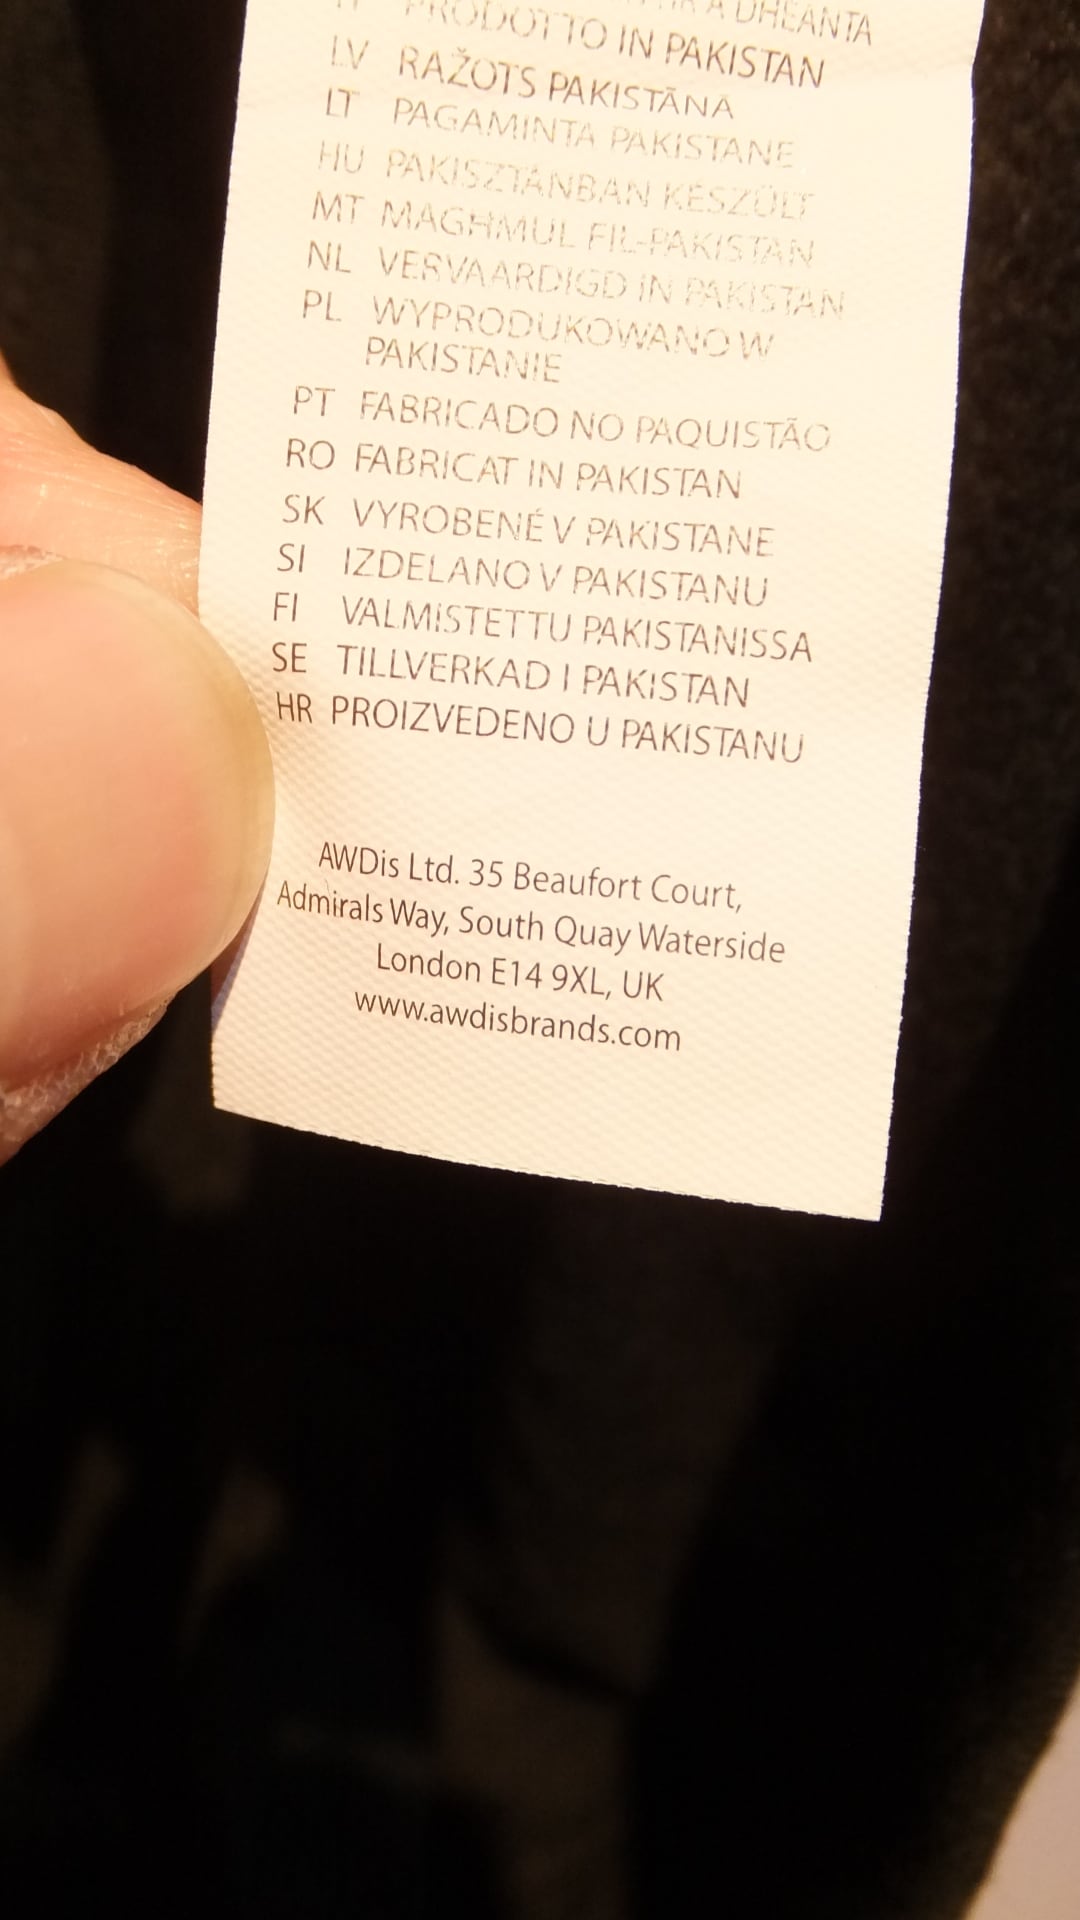 A DHÉANTA
IT PRODOTTO IN PAKISTAN
LV RAŽOTS PAKISTĀNĀ
LT PAGAMINTA PAKISTANE
HU PAKISZTÁNBAN KÉSZÜLT
MT MAGHMUL FIL-PAKISTAN
NL VERVAARDIGD IN PAKISTAN
PL WYPRODUKOWANO W
PAKISTANIE
PT FABRICADO NO PAQUISTÃO
RO FABRICAT IN PAKISTAN
SK VYROBENÉ V PAKISTANE
SI IZDELANO V PAKISTANU
FI VALMISTETTU PAKISTANISSA
SE TILLVERKAD I PAKISTAN
HR PROIZVEDENO U PAKISTANU
AWDis Ltd. 35 Beaufort Court,
Admirals Way, South Quay Waterside
London E14 9XL, UK
www.awdisbrands.com